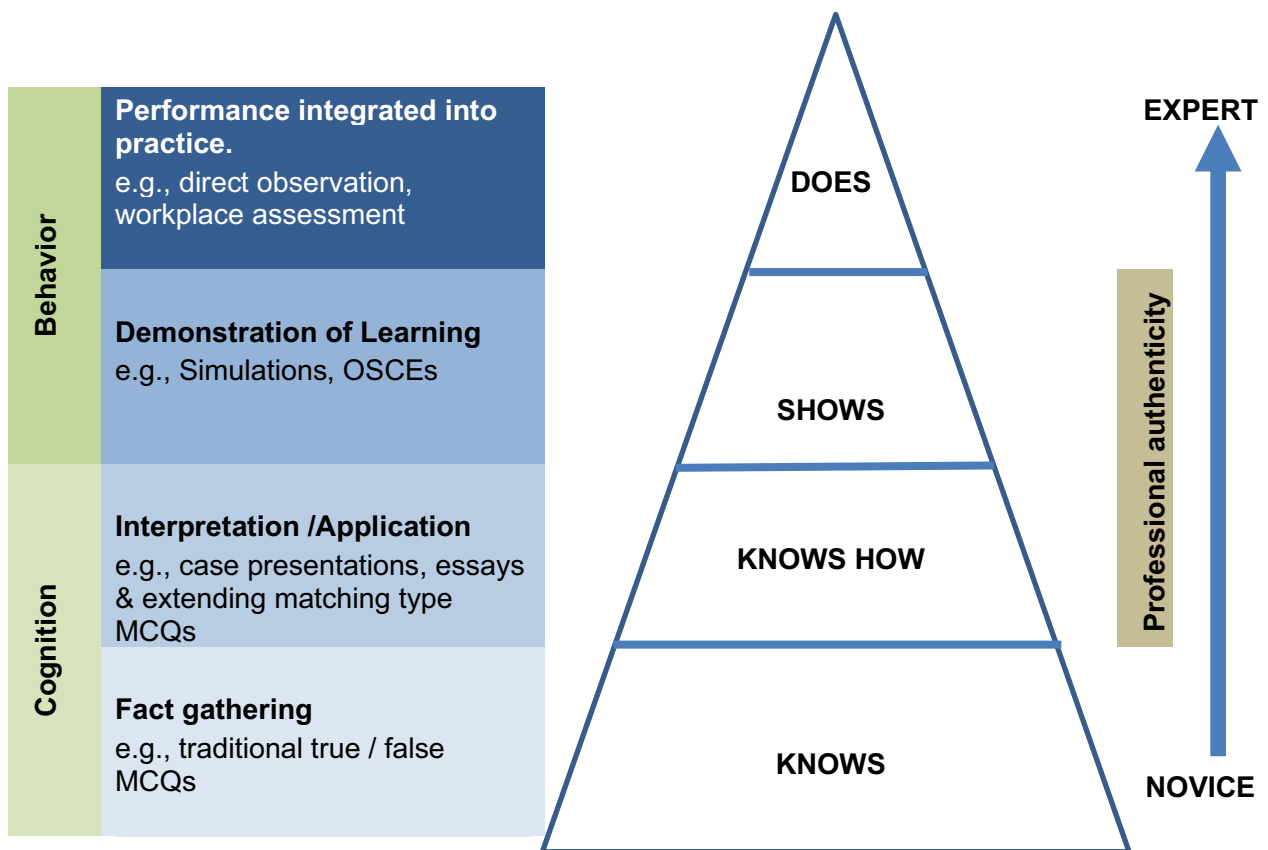 Behavior
Performance integrated into
practice.
e.g., direct observation,
workplace assessment
Demonstration of Learning
e.g., Simulations, OSCEs
Cognition
Interpretation /Application
e.g., case presentations, essays
& extending matching type
MCQs
Fact gathering
e.g., traditional true / false
MCQs
DOES
SHOWS
KNOWS HOW
KNOWS
EXPERT
Professional authenticity
NOVICE